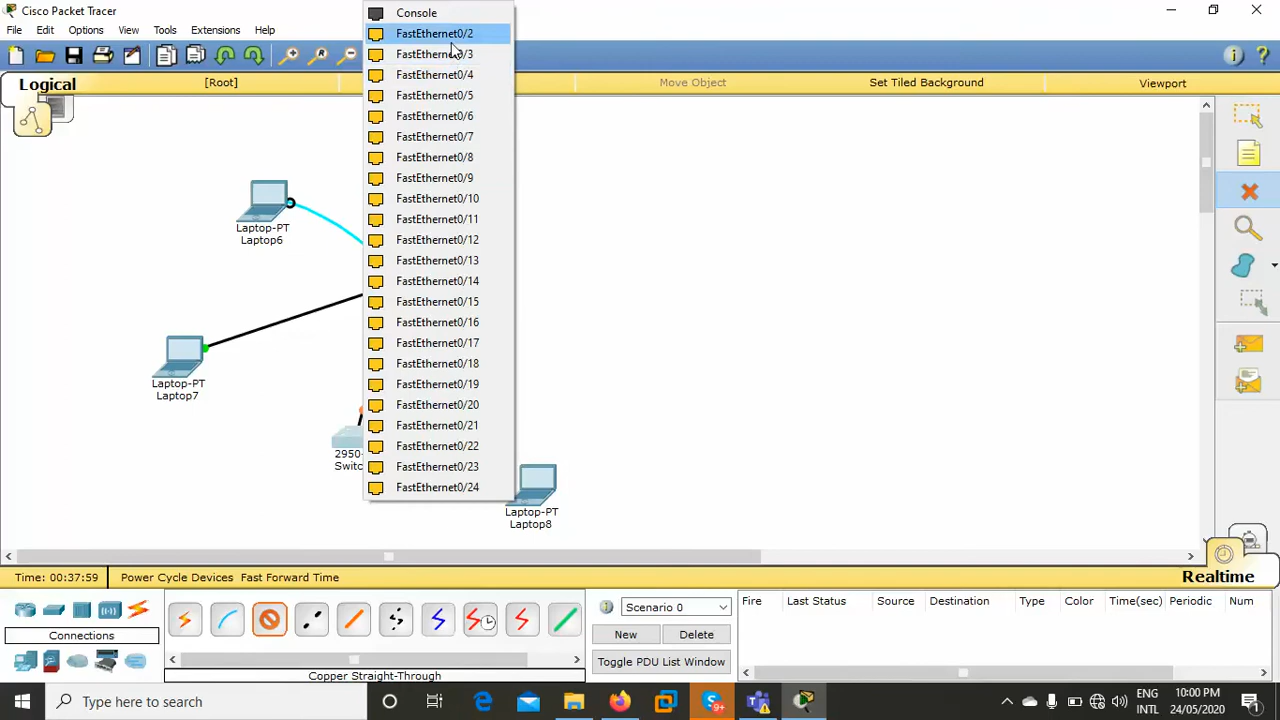 Cisco Packet Tracer
File Edit Options View Tools Extensions Help
Logical
[Root]
Move Object
Set Tiled Background
Viewport
Console
FastEthernet0/2
FastEthernet0/3
FastEthernet0/4
FastEthernet0/5
FastEthernet0/6
FastEthernet0/7
FastEthernet0/8
FastEthernet0/9
FastEthernet0/10
FastEthernet0/11
FastEthernet0/12
FastEthernet0/13
FastEthernet0/14
FastEthernet0/15
FastEthernet0/16
FastEthernet0/17
FastEthernet0/18
FastEthernet0/19
FastEthernet0/20
FastEthernet0/21
FastEthernet0/22
FastEthernet0/23
FastEthernet0/24
Laptop-PT
Laptop6
Laptop-PT
Laptop7
2950-
Switc
Laptop-PT
Laptop8
Time: 00:37:59 Power Cycle Devices Fast Forward Time
Realtime
Connections
Copper Straight-Through
Scenario 0
New
Delete
Toggle PDU List Window
Fire Last Status Source Destination Type Color Time(sec) Periodic Num
Type here to search
9+
ENG
INTL
10:00 PM
24/05/2020
1